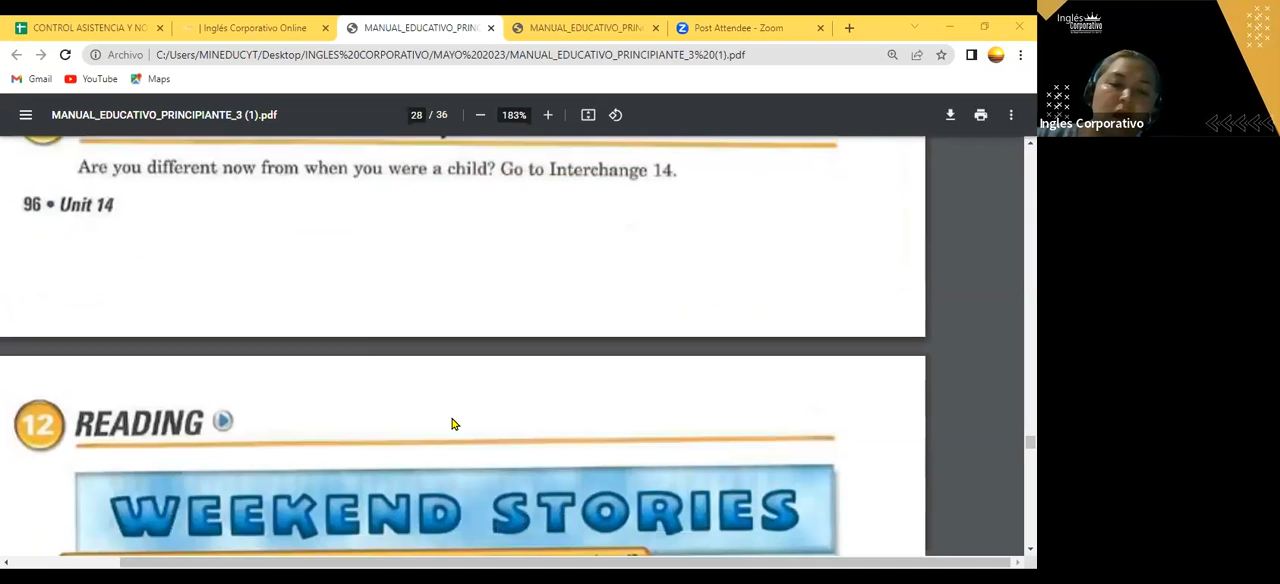 CONTROL ASISTENCIA Y NO
| Inglés Corporativo Online
MANUAL_EDUCATIVO_PRINC
MANUAL_EDUCATIVO_PRINC
Post Attendee - Zoom
Archivo
C:/Users/MINEDUCYT/Desktop/INGLES%20CORPORATIVO/MAYO%202023/MANUAL_EDUCATIVO_PRINCIPIANTE_3%20(1).pdf
Gmail
YouTube
Maps
MANUAL_EDUCATIVO_PRINCIPIANTE_3 (1).pdf
28 / 36
183%
Are you different now from when you were a child? Go to Interchange 14.
96 • Unit 14
12 READING
WEEKEND STORIES
Inglés
Corporativo
Ingles Corporativo